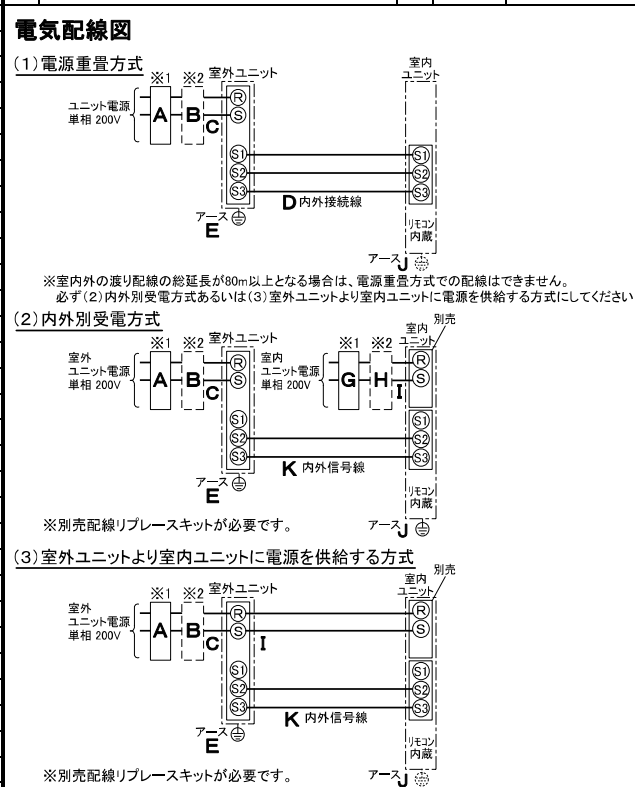 電気配線図
(1)電源重畳方式
※1 ※2 室外ユニット
室内
ユニット
ユニット電源
単相 200V
A B C
R
S
S1 S1
S2 S2
S3 S3
D 内外接続線
アース
E
リモコン
内蔵
アース J
※室内外の渡り配線の総延長が80m以上となる場合は、電源重畳方式での配線はできません。
必ず(2)内外別受電方式あるいは(3)室外ユニットより室内ユニットに電源を供給する方式にしてください
(2)内外別受電方式
別売
※1 ※2 室外ユニット ※1 ※2
室内
ユニット
室外
ユニット電源
単相 200V
A B C
室内
ユニット電源
単相 200V
G H I
R R
S S
S1 S1
S2 S2
S3 S3
K 内外信号線
アース
E
リモコン
内蔵
※別売配線リプレースキットが必要です。
アース J
(3)室外ユニットより室内ユニットに電源を供給する方式
別売
※1 ※2 室外ユニット
室内
ユニット
室外
ユニット電源
単相 200V
A B C I
R R
S S
S1 S1
S2 S2
S3 S3
K 内外信号線
アース
E
リモコン
内蔵
※別売配線リプレースキットが必要です。
アース J